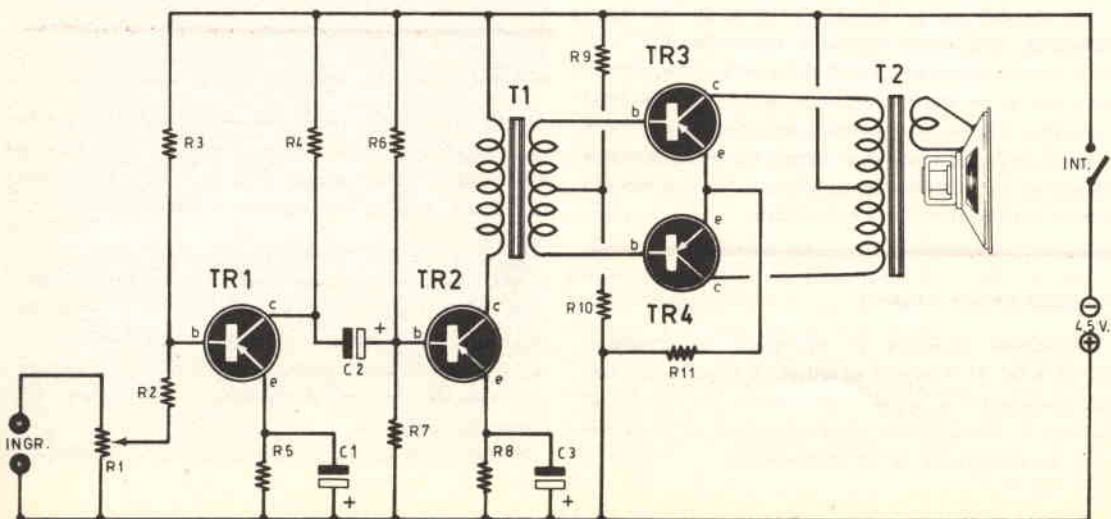 R9
TR3
T1
T2
c
b
e
R3
R4
R6
INT.
TR1
TR2
e
b
c
R10
TR4
c
c
4,5 V.
b
C2
+
b
R11
R2
e
e
INGR.
R1
R5
C1
R7
R8
C3
+
+